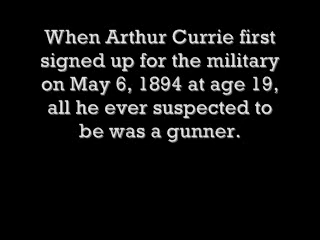 When Arthur Currie first
signed up for the military
on May 6, 1894 at age 19,
all he ever suspected to
be was a gunner.